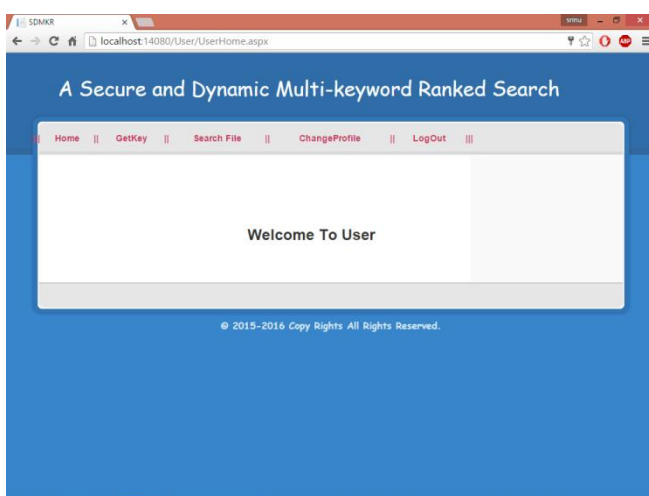 SDMKR
srinu
localhost:14080/User/UserHome.aspx
ABP
A Secure and Dynamic Multi-keyword Ranked Search
|| Home || GetKey || Search File || ChangeProfile || LogOut |||
Welcome To User
© 2015-2016 Copy Rights All Rights Reserved.